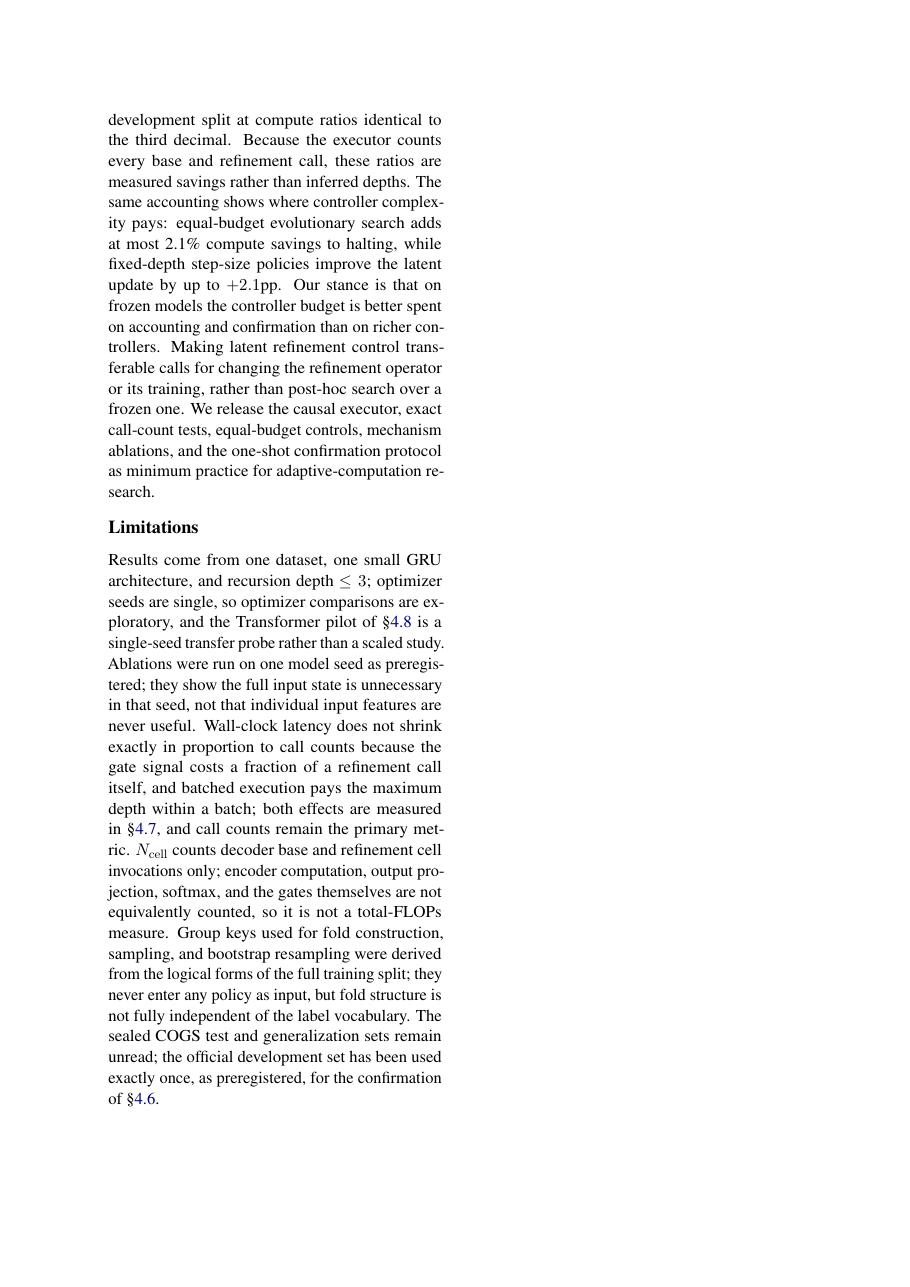 development split at compute ratios identical to
the third decimal. Because the executor counts
every base and refinement call, these ratios are
measured savings rather than inferred depths. The
same accounting shows where controller complex-
ity pays: equal-budget evolutionary search adds
at most 2.1% compute savings to halting, while
fixed-depth step-size policies improve the latent
update by up to +2.1pp. Our stance is that on
frozen models the controller budget is better spent
on accounting and confirmation than on richer con-
trollers. Making latent refinement control trans-
ferable calls for changing the refinement operator
or its training, rather than post-hoc search over a
frozen one. We release the causal executor, exact
call-count tests, equal-budget controls, mechanism
ablations, and the one-shot confirmation protocol
as minimum practice for adaptive-computation re-
search.
Limitations
Results come from one dataset, one small GRU
architecture, and recursion depth ≤ 3; optimizer
seeds are single, so optimizer comparisons are ex-
ploratory, and the Transformer pilot of §4.8 is a
single-seed transfer probe rather than a scaled study.
Ablations were run on one model seed as preregis-
tered; they show the full input state is unnecessary
in that seed, not that individual input features are
never useful. Wall-clock latency does not shrink
exactly in proportion to call counts because the
gate signal costs a fraction of a refinement call
itself, and batched execution pays the maximum
depth within a batch; both effects are measured
in §4.7, and call counts remain the primary met-
ric. N_cell counts decoder base and refinement cell
invocations only; encoder computation, output pro-
jection, softmax, and the gates themselves are not
equivalently counted, so it is not a total-FLOPs
measure. Group keys used for fold construction,
sampling, and bootstrap resampling were derived
from the logical forms of the full training split; they
never enter any policy as input, but fold structure is
not fully independent of the label vocabulary. The
sealed COGS test and generalization sets remain
unread; the official development set has been used
exactly once, as preregistered, for the confirmation
of §4.6.